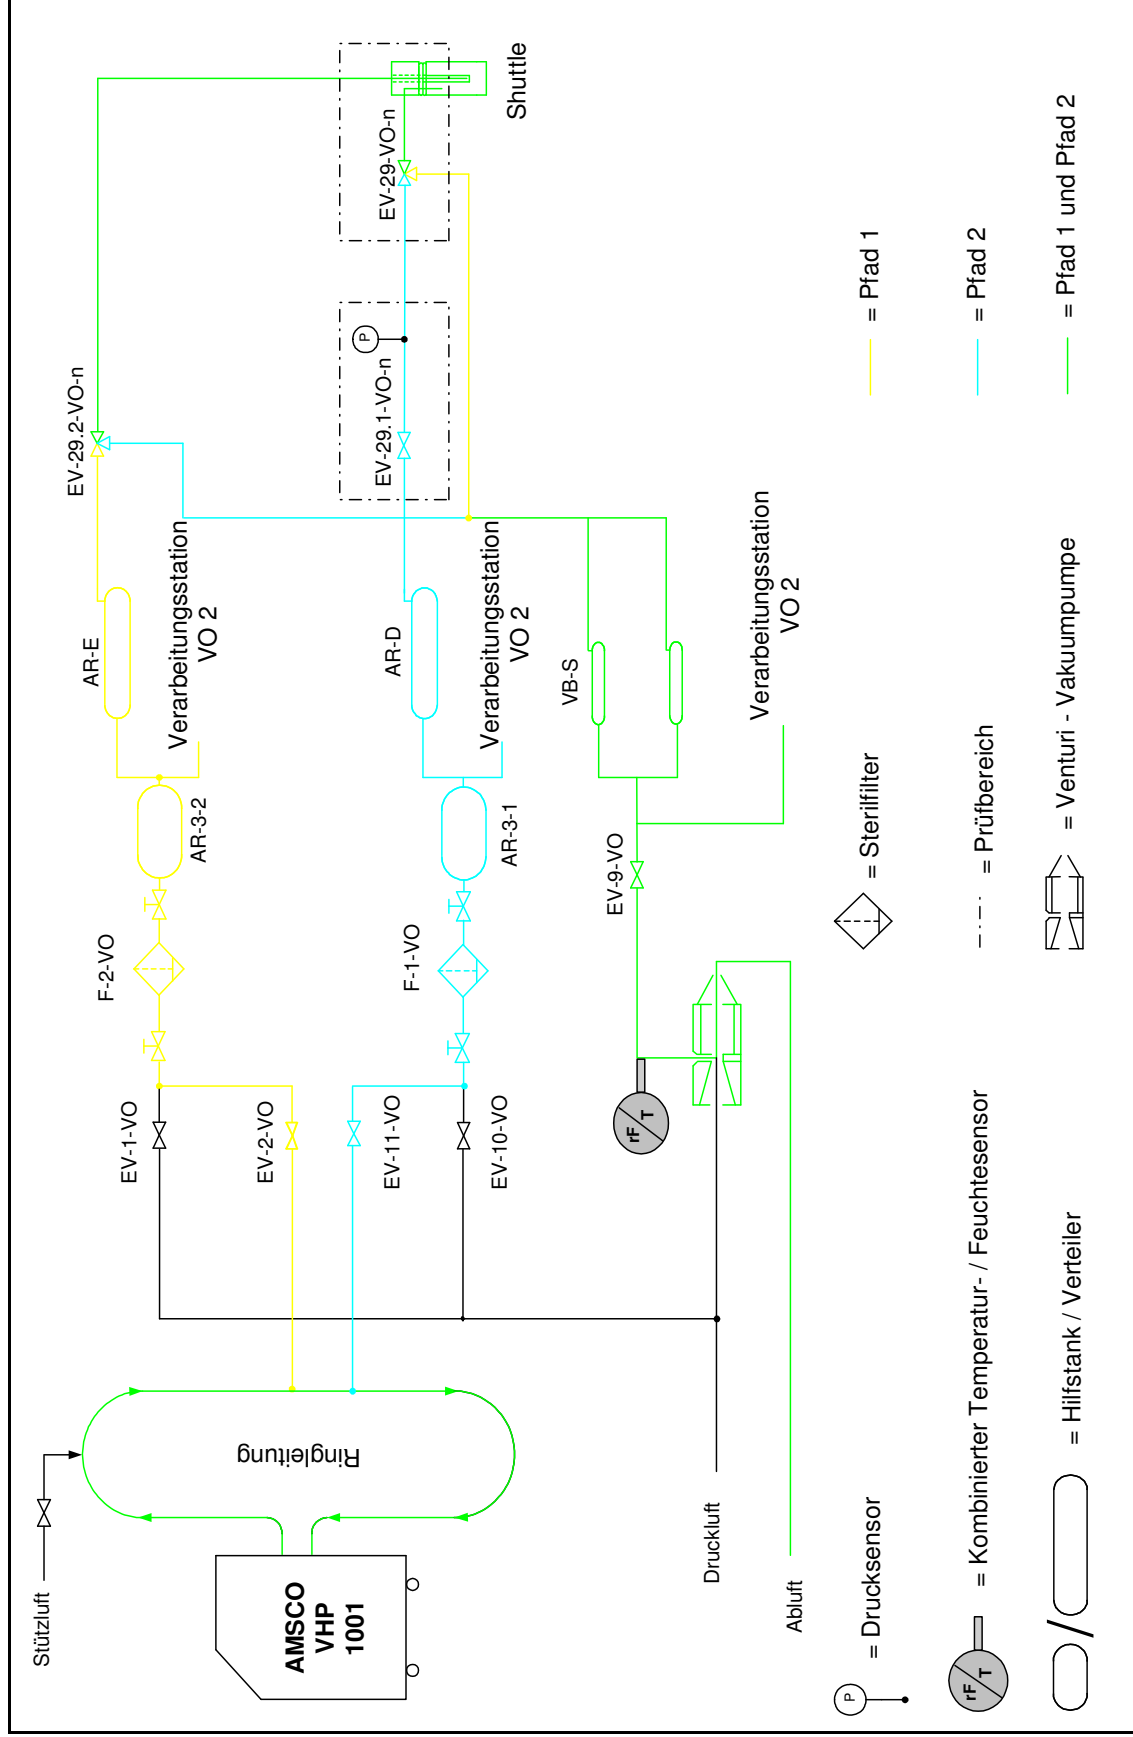 Stützluft
AMSCO
VHP
1001
Ringleitung
EV-1-VO
EV-2-VO
EV-11-VO
EV-10-VO
F-2-VO
F-1-VO
AR-3-2
AR-3-1
AR-E
AR-D
Verarbeitungsstation
VO 2
Verarbeitungsstation
VO 2
EV-29.2-VO-n
EV-29.1-VO-n
P
EV-29-VO-n
Shuttle
VB-S
EV-9-VO
Verarbeitungsstation
VO 2
rF
T
Druckluft
Abluft
P
= Drucksensor
= Sterilfilter
= Pfad 1
rF
T
= Kombinierter Temperatur- / Feuchtesensor
= Prüfbereich
= Pfad 2
/
= Hilfstank / Verteiler
= Venturi - Vakuumpumpe
= Pfad 1 und Pfad 2